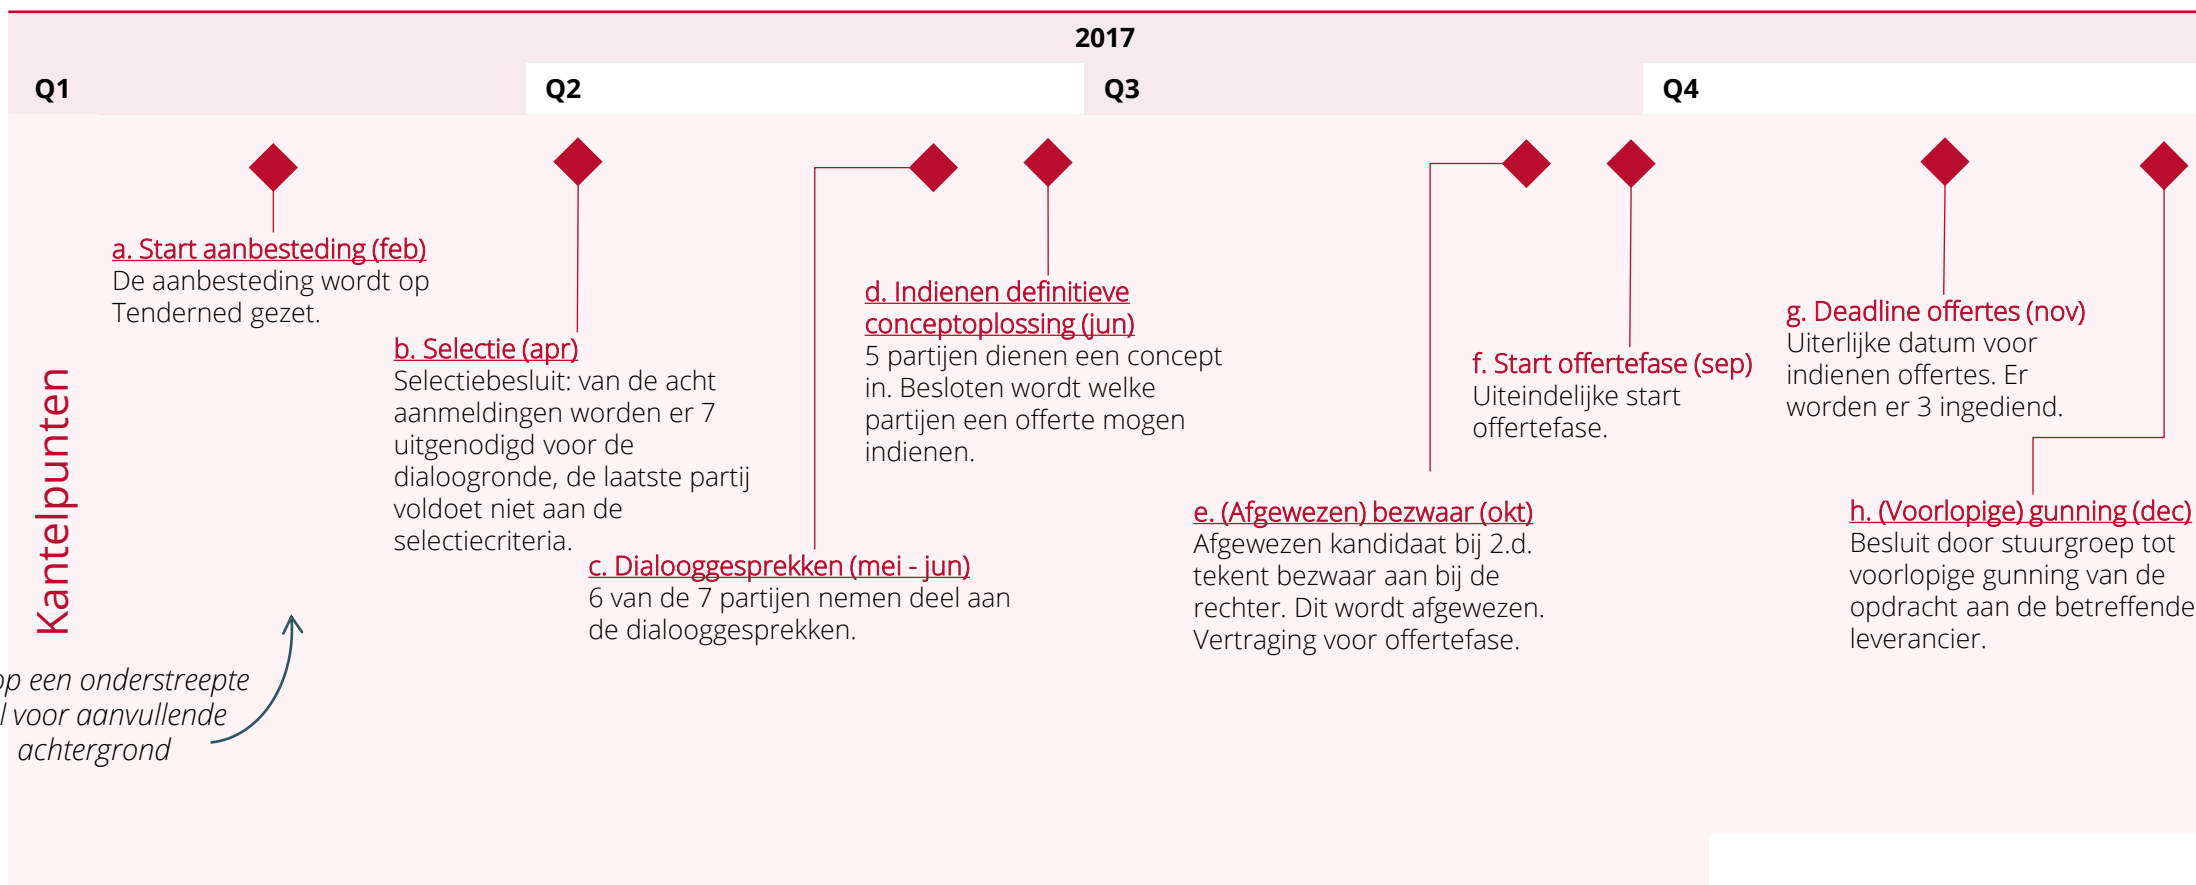 2017
Q1
Q2
Q3
Q4
Kantelpunten
a. Start aanbesteding (feb)
De aanbesteding wordt op
Tenderned gezet.
b. Selectie (apr)
Selectiebesluit: van de acht
aanmeldingen worden er 7
uitgenodigd voor de
dialoogronde, de laatste partij
voldoet niet aan de
selectiecriteria.
c. Dialooggesprekken (mei - jun)
6 van de 7 partijen nemen deel aan
de dialooggesprekken.
d. Indienen definitieve
conceptoplossing (jun)
5 partijen dienen een concept
in. Besloten wordt welke
partijen een offerte mogen
indienen.
e. (Afgewezen) bezwaar (okt)
Afgewezen kandidaat bij 2.d.
tekent bezwaar aan bij de
rechter. Dit wordt afgewezen.
Vertraging voor offertefase.
f. Start offertefase (sep)
Uiteindelijke start
offertefase.
g. Deadline offertes (nov)
Uiterlijke datum voor
indienen offertes. Er
worden er 3 ingediend.
h. (Voorlopige) gunning (dec)
Besluit door stuurgroep tot
voorlopige gunning van de
opdracht aan de betreffende
leverancier.
op een onderstreepte
voor aanvullende
achtergrond